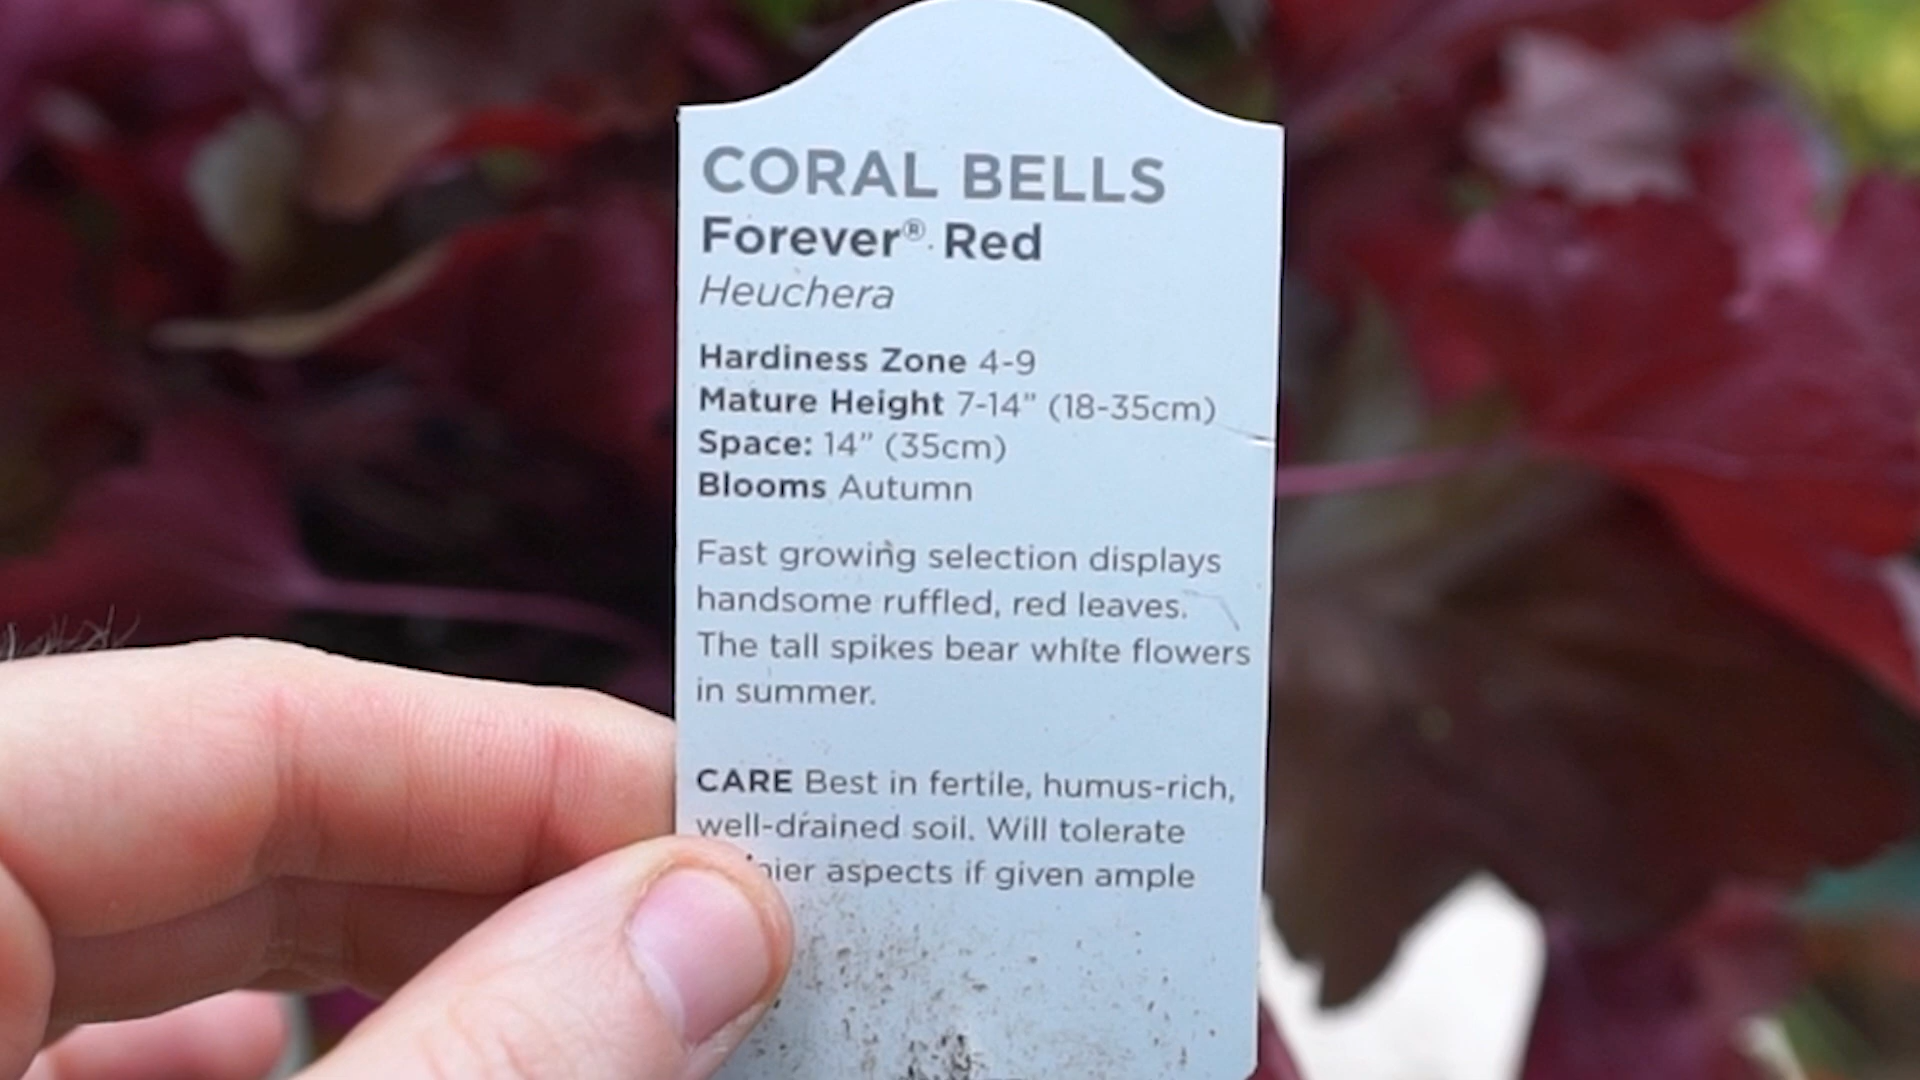 CORAL BELLS
Forever® Red
Heuchera
Hardiness Zone 4-9
Mature Height 7-14” (18-35cm)
Space: 14” (35cm)
Blooms Autumn
Fast growing selection displays
handsome ruffled, red leaves.
The tall spikes bear white flowers
in summer.
CARE Best in fertile, humus-rich,
well-drained soil. Will tolerate
aspects if given ample